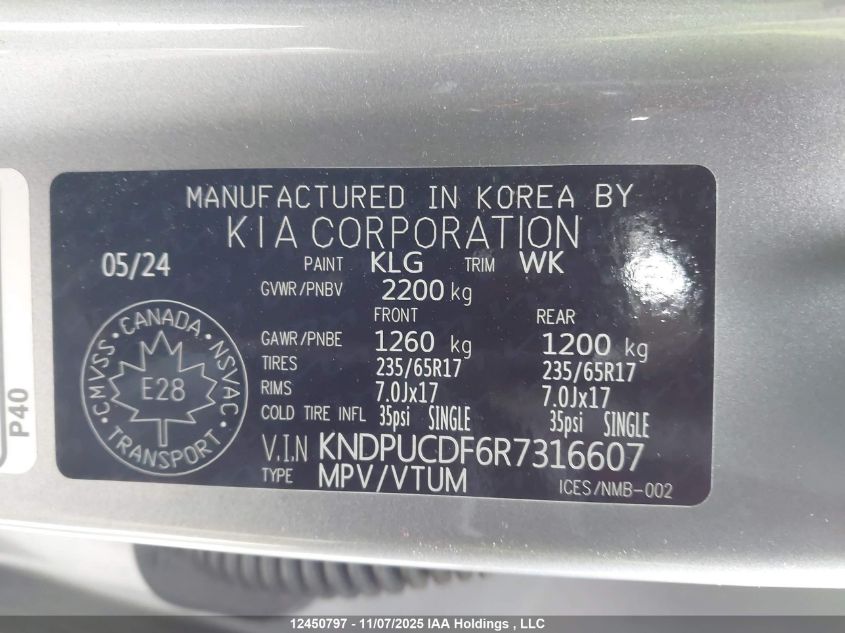 MANUFACTURED IN KOREA BY
KIA CORPORATION
05/24 PAINT KLG TRIM WK
GVWR/PNBV 2200 kg
FRONT REAR
GAWR/PNBE 1260 kg 1200 kg
TIRES 235/65R17 235/65R17
RIMS 7.0Jx17 7.0Jx17
COLD TIRE INFL 35psi SINGLE 35psi SINGLE
V.I.N KNDPUCDF6R7316607
TYPE MPV/VTUM ICES/NMB-002
CMVSS • CANADA • NSVAC • TRANSPORT •
E28
P40
12450797 - 11/07/2025 IAA Holdings , LLC